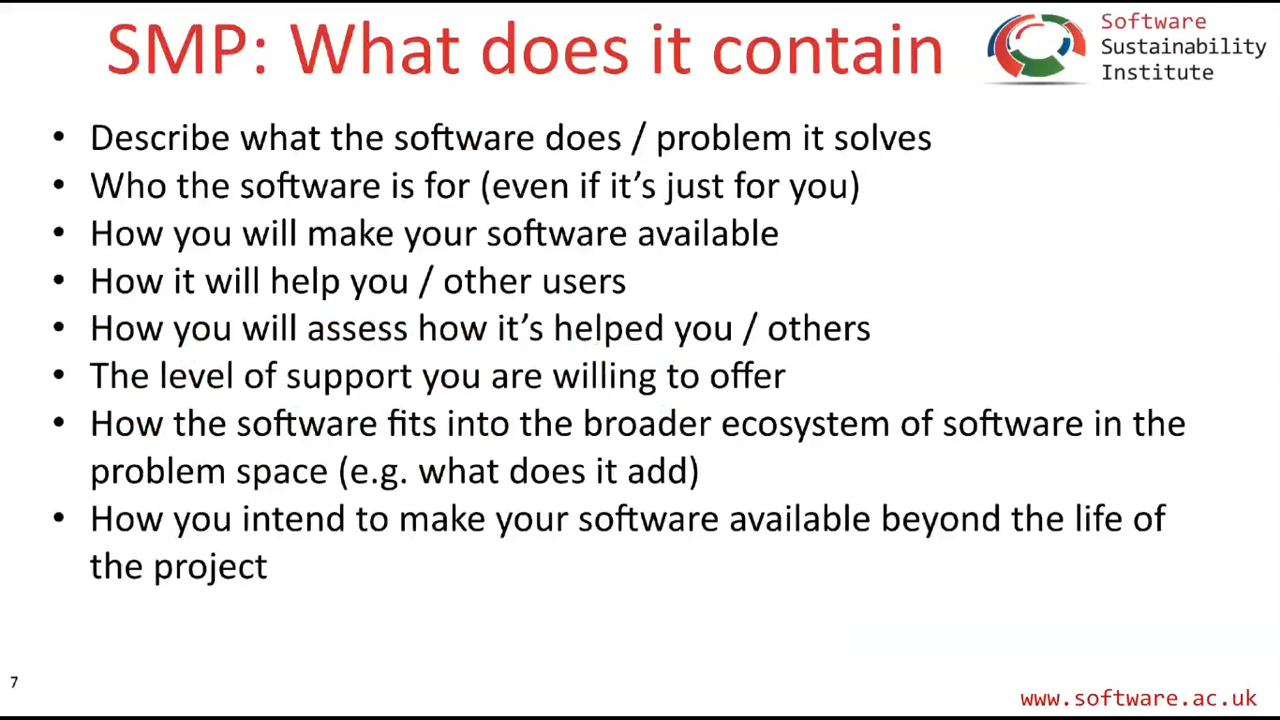 SMP: What does it contain
Software
Sustainability
Institute
• Describe what the software does / problem it solves
• Who the software is for (even if it’s just for you)
• How you will make your software available
• How it will help you / other users
• How you will assess how it’s helped you / others
• The level of support you are willing to offer
• How the software fits into the broader ecosystem of software in the
problem space (e.g. what does it add)
• How you intend to make your software available beyond the life of
the project
7
www.software.ac.uk